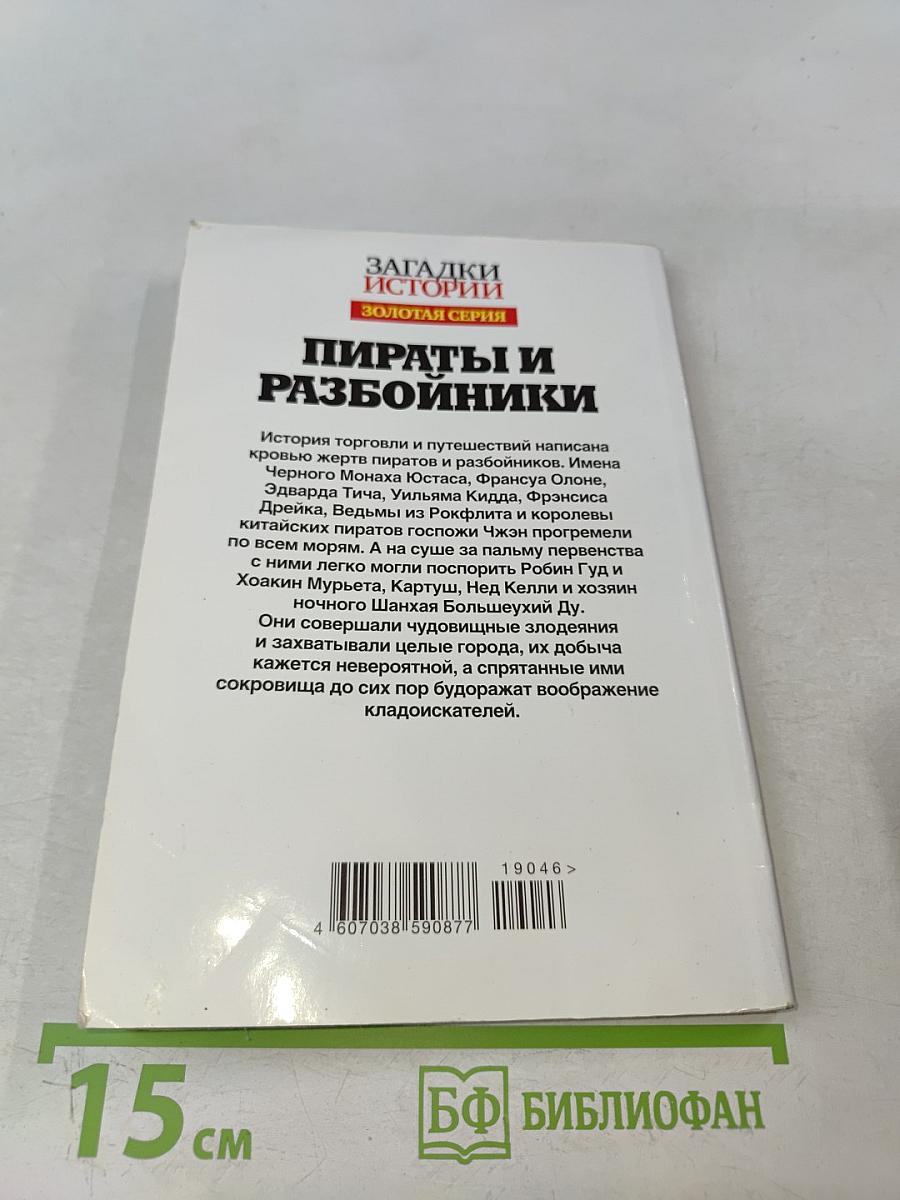 ЗАГАДКИ
ИСТОРИИ
ЗОЛОТАЯ СЕРИЯ
ПИРАТЫ И
РАЗБОЙНИКИ
История торговли и путешествий написана
кровью жертв пиратов и разбойников. Имена
Черного Монаха Юстаса, Франсуа Олоне,
Эдварда Тича, Уильяма Кидда, Фрэнсиса
Дрейка, Ведьмы из Рокфлита и королевы
китайских пиратов госпожи Чжэн прогремели
по всем морям. А на суше за пальму первенства
с ними легко могли поспорить Робин Гуд и
Хоакин Мурьета, Картуш, Нед Келли и хозяин
ночного Шанхая Большеухий Ду.
Они совершали чудовищные злодеяния
и захватывали целые города, их добыча
кажется невероятной, а спрятанные ими
сокровища до сих пор будоражат воображение
кладоискателей.
19046>
4 607038 590877
15 см
БФ БИБЛИОФАН